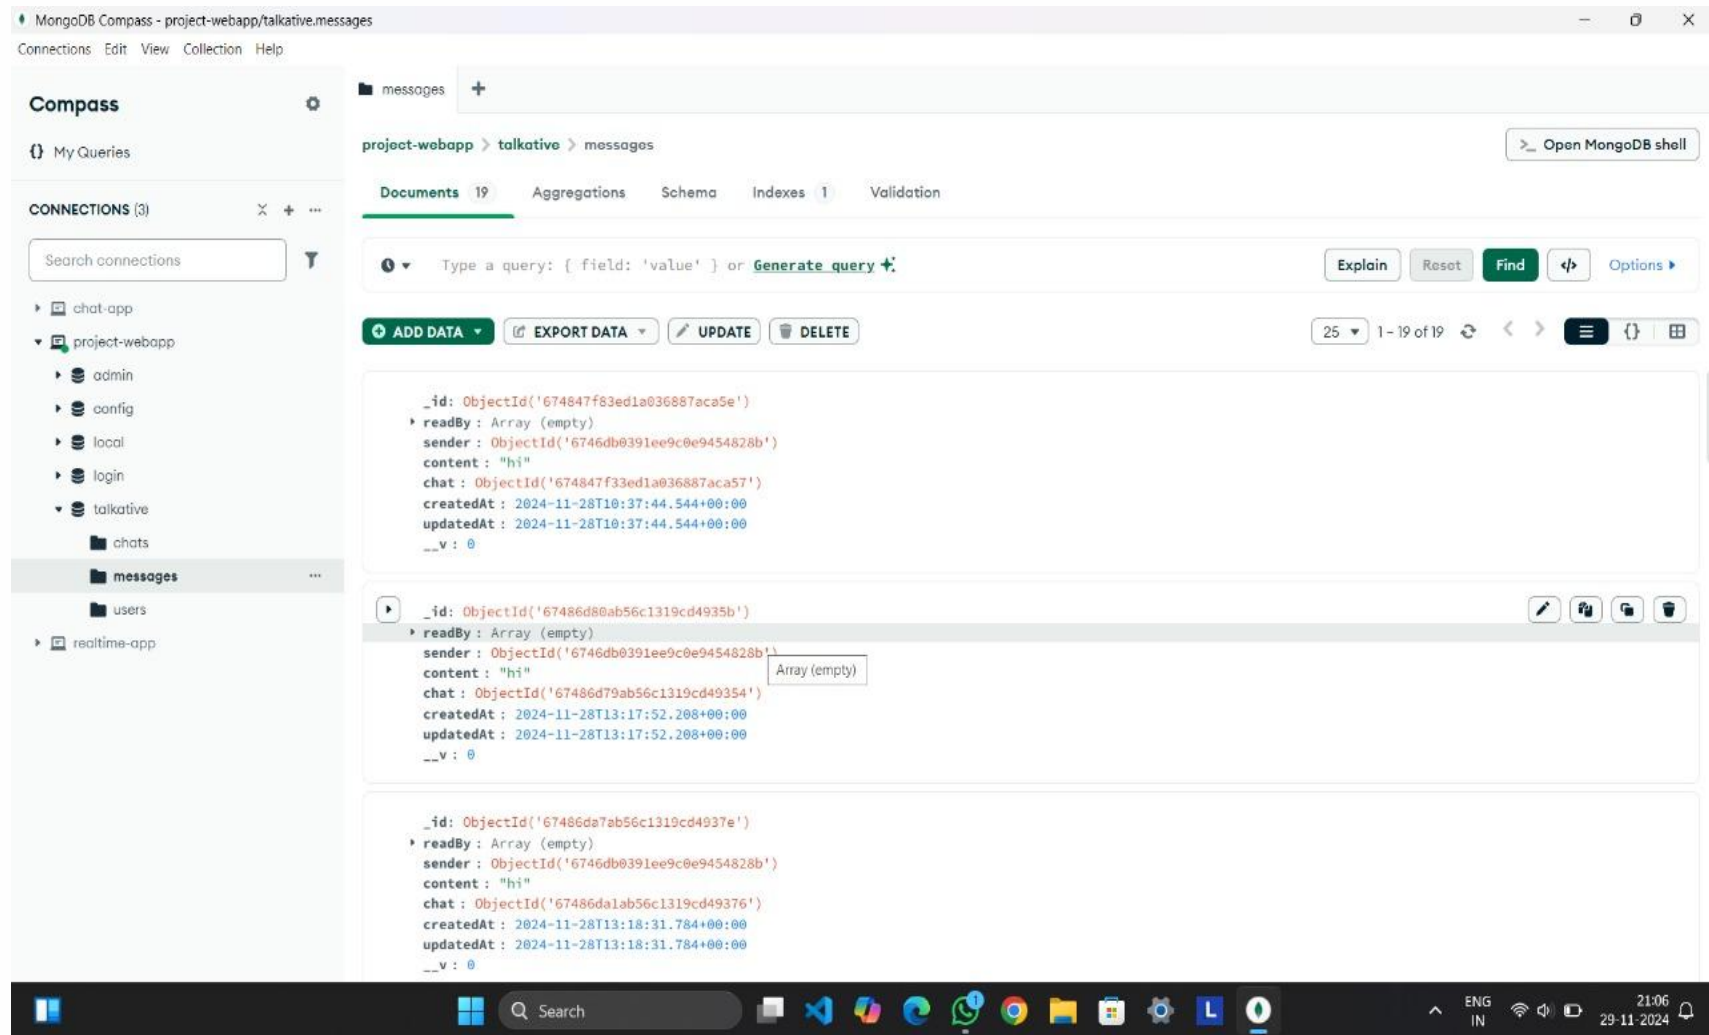 MongoDB Compass - project-webapp/talkative.messages
Connections Edit View Collection Help
Compass
{} My Queries
CONNECTIONS (3)
Search connections
chat-app
project-webapp
admin
config
local
login
talkative
chats
messages
users
realtime-app
messages
project-webapp > talkative > messages
>_ Open MongoDB shell
Documents 19 Aggregations Schema Indexes 1 Validation
Type a query: { field: 'value' } or Generate query
Explain Reset Find </> Options
ADD DATA EXPORT DATA UPDATE DELETE
25 1 – 19 of 19 {}
_id: ObjectId('674847f83ed1a036887aca5e')
readBy : Array (empty)
sender : ObjectId('6746db0391ee9c0e9454828b')
content : "hi"
chat : ObjectId('674847f33ed1a036887aca57')
createdAt : 2024-11-28T10:37:44.544+00:00
updatedAt : 2024-11-28T10:37:44.544+00:00
__v : 0
_id: ObjectId('67486d80ab56c1319cd4935b')
readBy : Array (empty)
sender : ObjectId('6746db0391ee9c0e9454828b')
Array (empty)
content : "hi"
chat : ObjectId('67486d79ab56c1319cd49354')
createdAt : 2024-11-28T13:17:52.208+00:00
updatedAt : 2024-11-28T13:17:52.208+00:00
__v : 0
_id: ObjectId('67486da7ab56c1319cd4937e')
readBy : Array (empty)
sender : ObjectId('6746db0391ee9c0e9454828b')
content : "hi"
chat : ObjectId('67486da1ab56c1319cd49376')
createdAt : 2024-11-28T13:18:31.784+00:00
updatedAt : 2024-11-28T13:18:31.784+00:00
__v : 0
Search
1
L
ENG
IN
21:06
29-11-2024